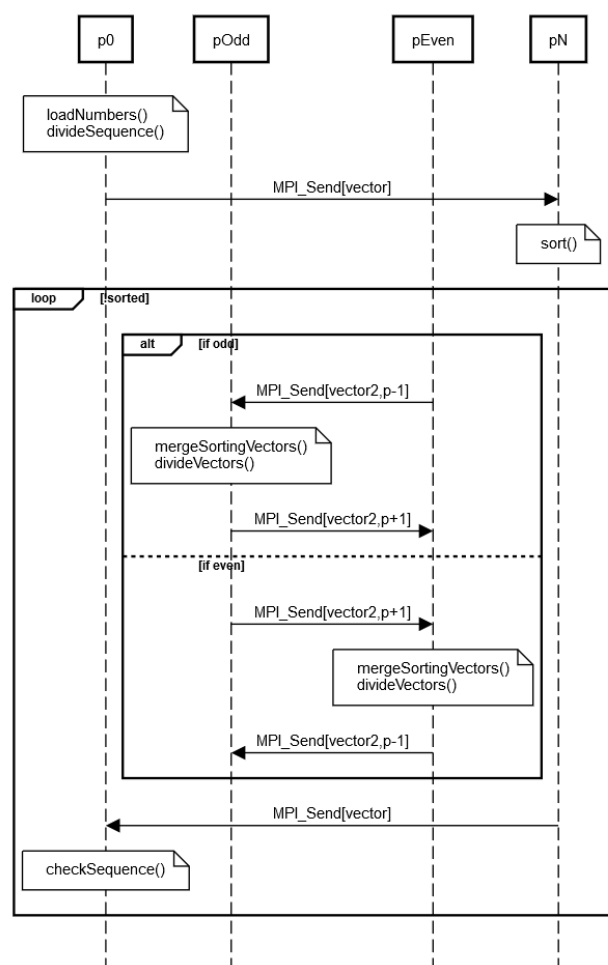 p0 pOdd pEven pN
loadNumbers()
divideSequence()
MPI_Send[vector]
sort()
loop [!sorted]
alt [if odd]
MPI_Send[vector2,p-1]
mergeSortingVectors()
divideVectors()
MPI_Send[vector2,p+1]
[if even]
MPI_Send[vector2,p+1]
mergeSortingVectors()
divideVectors()
MPI_Send[vector2,p-1]
MPI_Send[vector]
checkSequence()